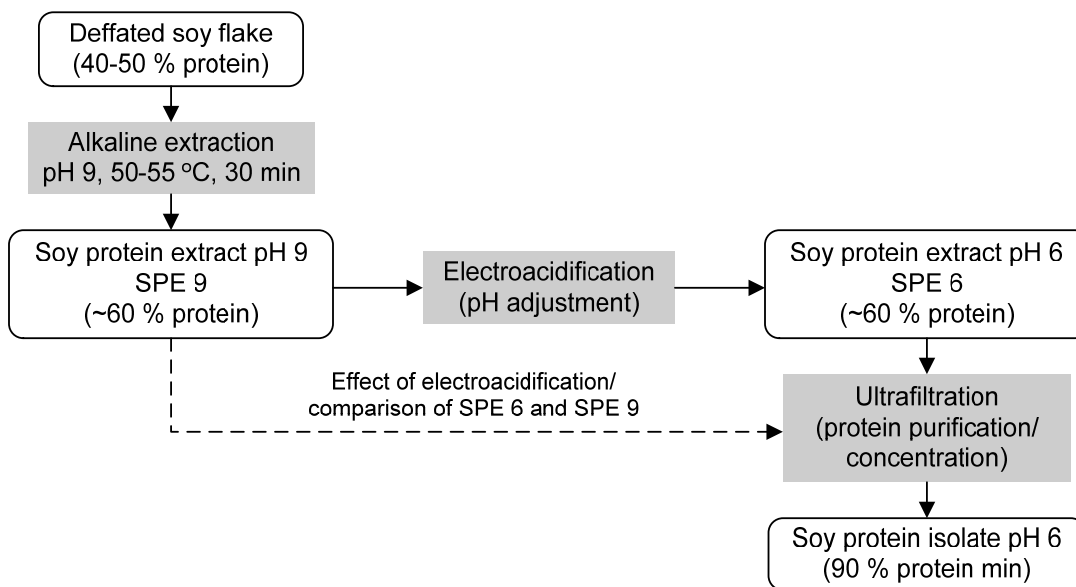 Deffated soy flake
(40-50 % protein)
Alkaline extraction
pH 9, 50-55 ºC, 30 min
Soy protein extract pH 9
SPE 9
(~60 % protein)
Electroacidification
(pH adjustment)
Soy protein extract pH 6
SPE 6
(~60 % protein)
Effect of electroacidification/
comparison of SPE 6 and SPE 9
Ultrafiltration
(protein purification/
concentration)
Soy protein isolate pH 6
(90 % protein min)